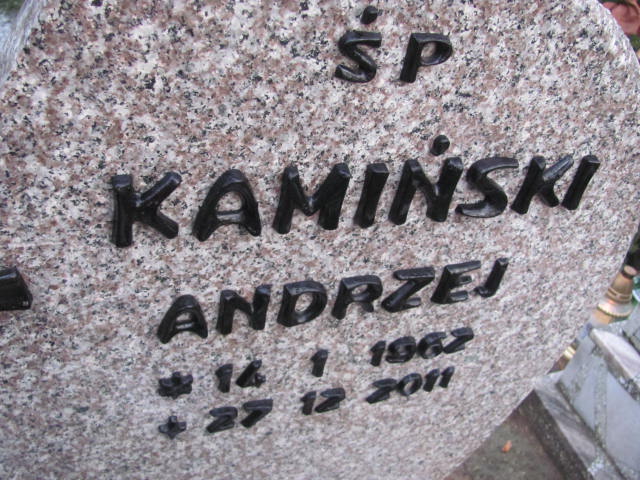 ŚP
KAMIŃSKI
ANDRZEJ
* 14 1 1962
+ 27 12 2011